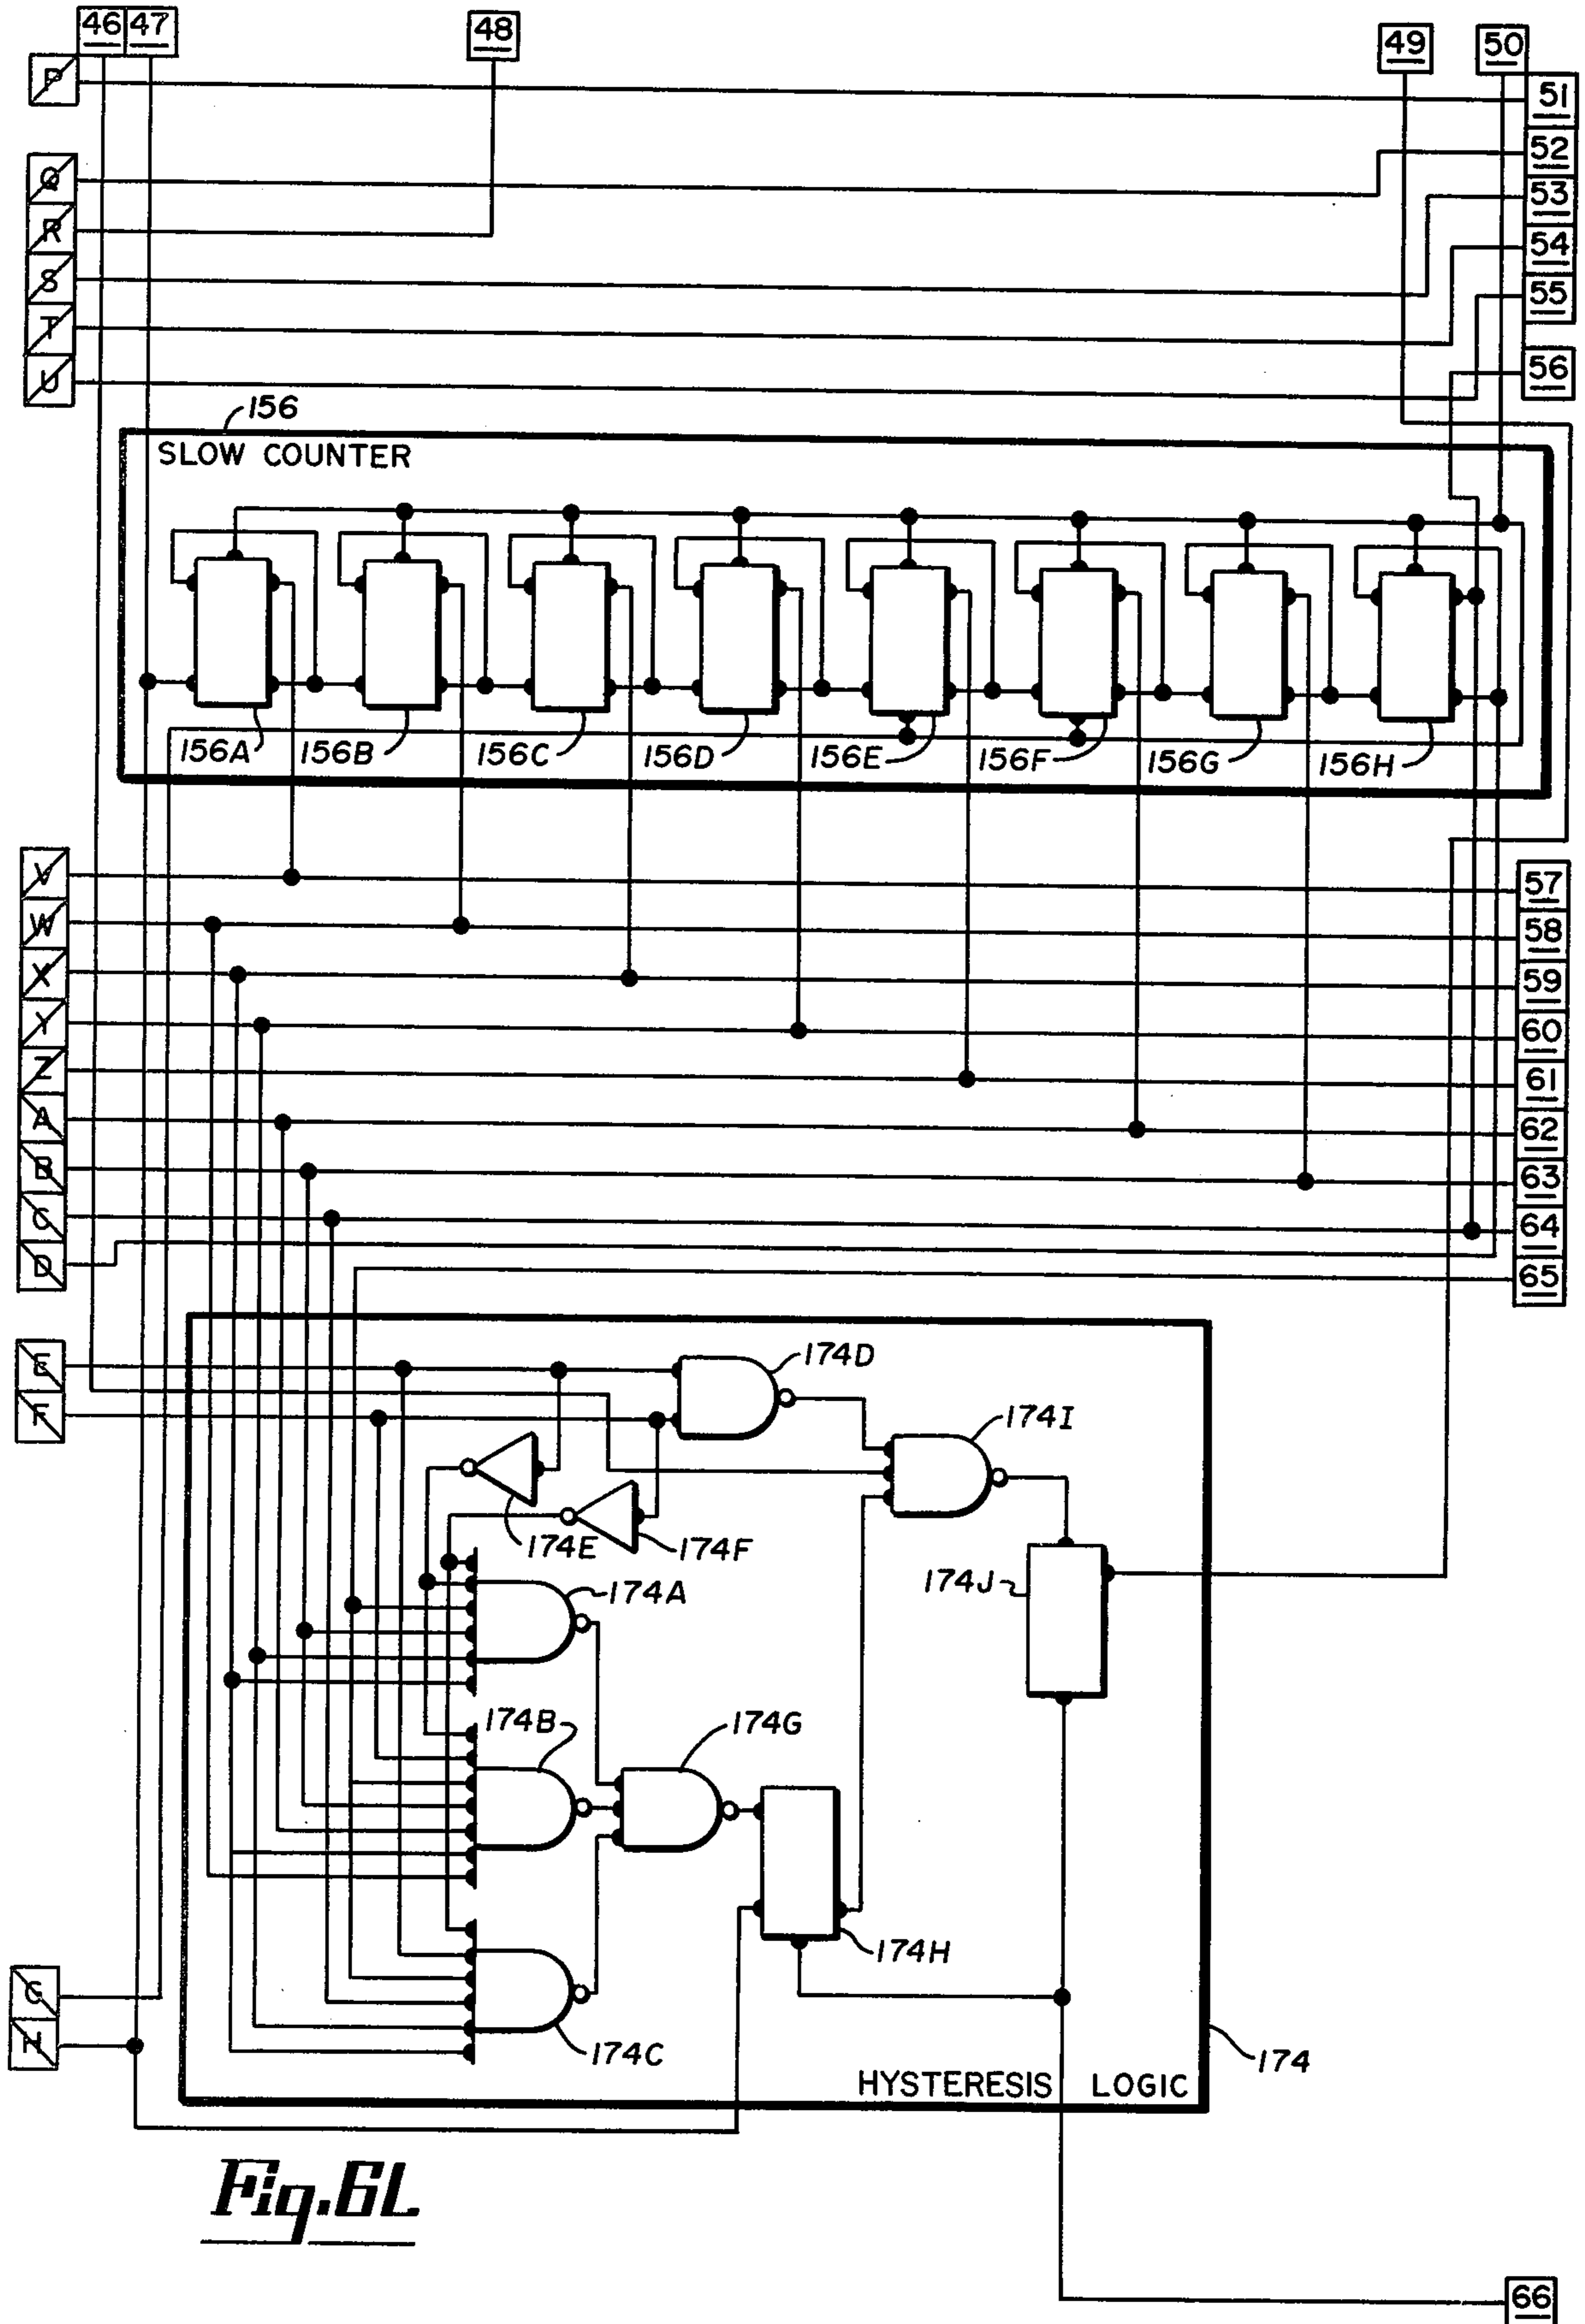 46 47 48 49 50
P 51
Q 52
R 53
S 54
T 55
U 56
156
SLOW COUNTER
156A 156B 156C 156D 156E 156F 156G 156H
V 57
W 58
X 59
Y 60
Z 61
A 62
B 63
C 64
D 65
E 174D
F 174I
174E 174F
174A 174J
174B 174G
174H
G
H 174C 174
HYSTERESIS LOGIC
Fig.6L
66